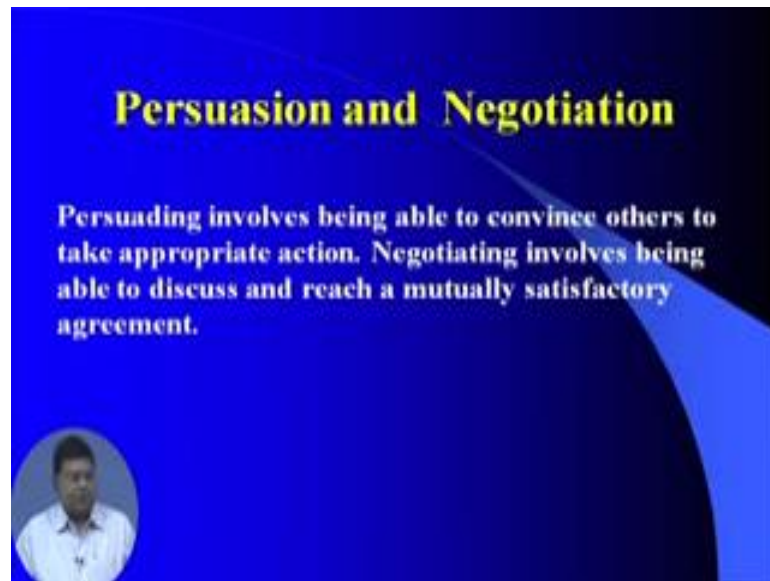 Persuasion and Negotiation
Persuading involves being able to convince others to
take appropriate action. Negotiating involves being
able to discuss and reach a mutually satisfactory
agreement.